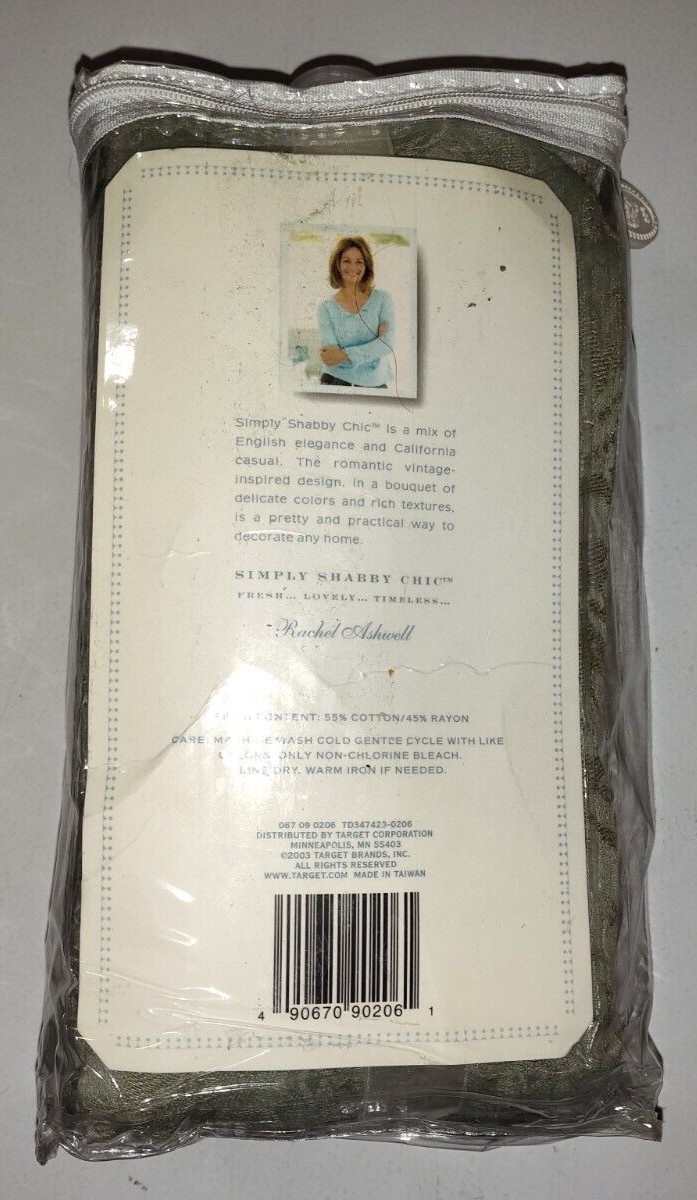 Simply Shabby Chic™ is a mix of
English elegance and California
casual. The romantic vintage-
inspired design, in a bouquet of
delicate colors and rich textures,
is a pretty and practical way to
decorate any home.
SIMPLY SHABBY CHIC™
FRESH... LOVELY... TIMELESS...
-Rachel Ashwell
CONTENT: 55% COTTON/45% RAYON
CARE: MACHINE WASH COLD GENTLE CYCLE WITH LIKE
COLORS. ONLY NON-CHLORINE BLEACH.
LINE DRY. WARM IRON IF NEEDED.
067 09 0206 TD347423-0206
DISTRIBUTED BY TARGET CORPORATION
MINNEAPOLIS, MN 55403
©2003 TARGET BRANDS, INC.
ALL RIGHTS RESERVED
WWW.TARGET.COM MADE IN TAIWAN
4 90670 90206 1